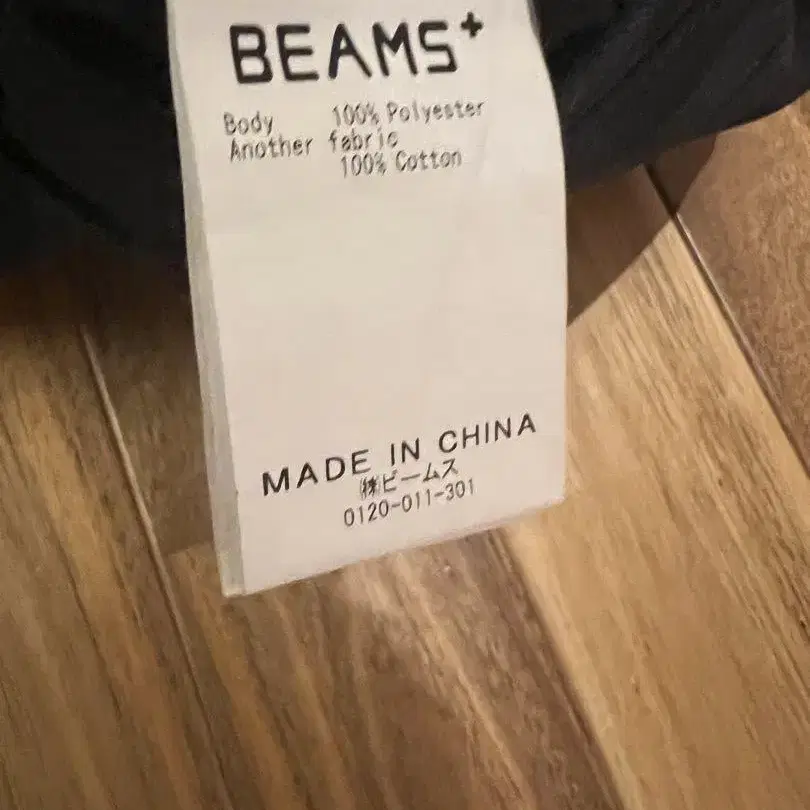 BEAMS+
Body 100% Polyester
Another fabric
100% Cotton
MADE IN CHINA
㈱ビームス
0120-011-301